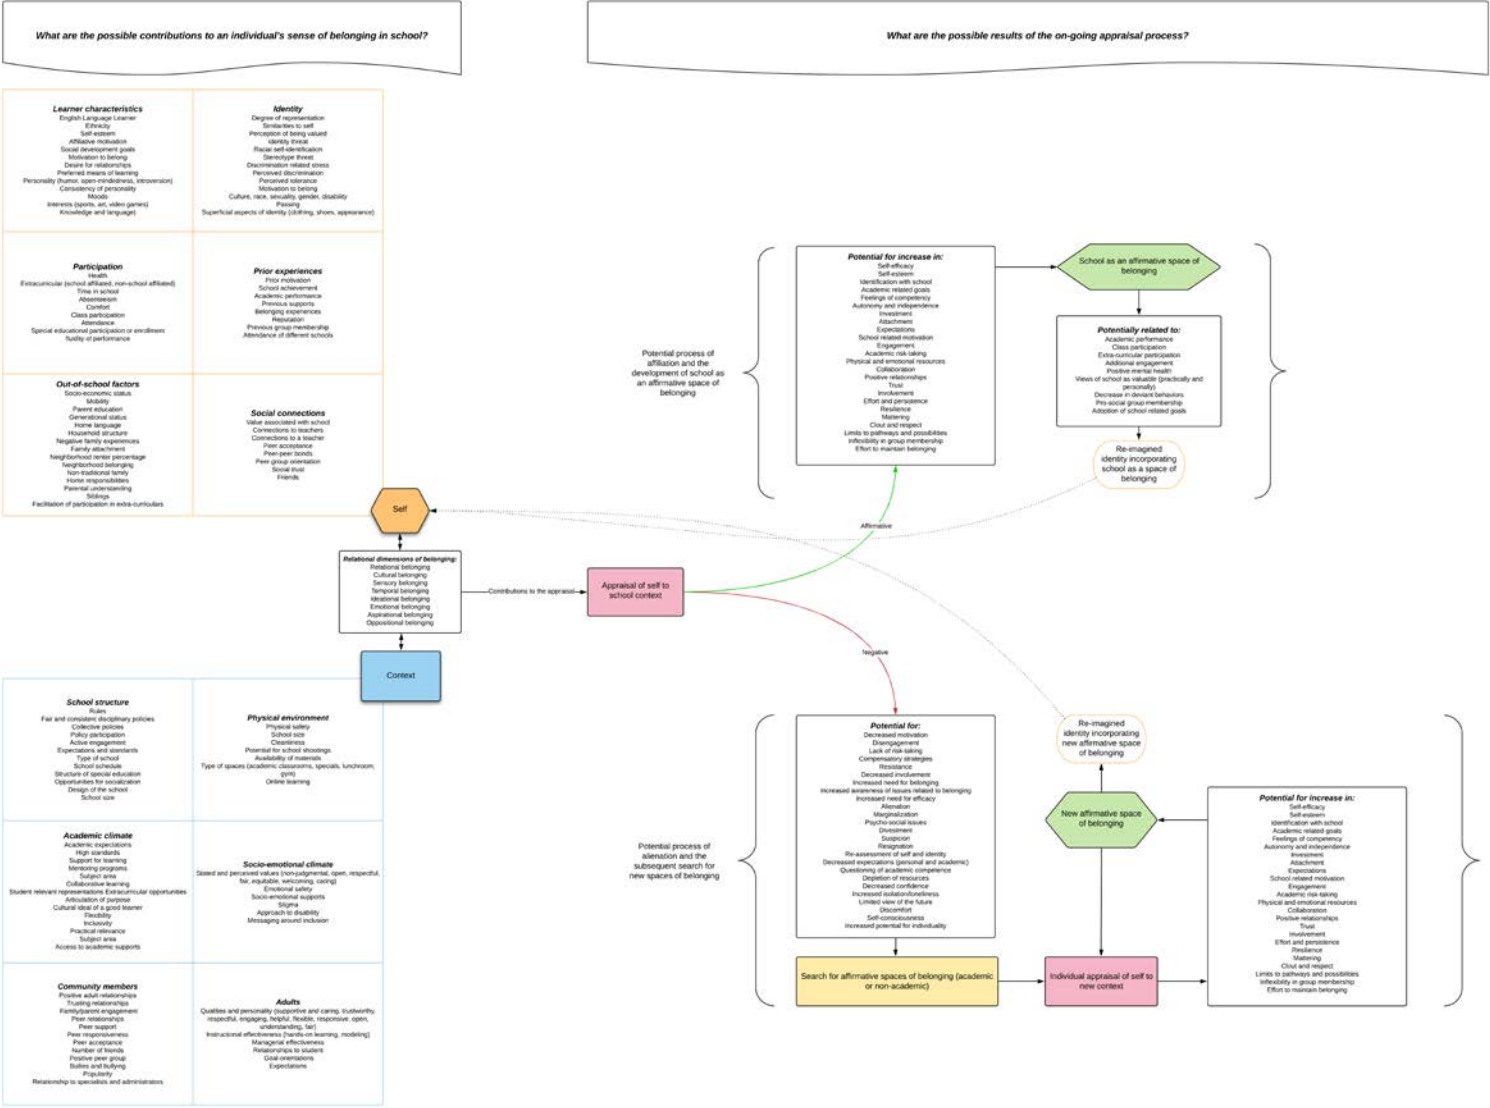 What are the possible contributions to an individual's sense of belonging in school?
What are the possible results of the on-going appraisal process?
Learner characteristics
English Language Learner
Ethnicity
Self-esteem
Affiliative motivation
Social development goals
Motivation to belong
Desire for relationships
Preferred means of learning
Personality (humor, open-mindedness, introversion)
Consistency of personality
Moods
Interests (sports, art, video games)
Knowledge and language)
Identity
Degree of representation
Similarities to self
Perception of being valued
Identity threat
Racial self-identification
Stereotype threat
Discrimination related stress
Perceived discrimination
Perceived tolerance
Motivation to belong
Culture, race, sexuality, gender, disability
Passing
Superficial aspects of identity (clothing, shoes, appearance)
Participation
Health
Extracurricular (school affiliated, non-school affiliated)
Time in school
Absenteeism
Comfort
Class participation
Attendance
Special educational participation or enrollment
fluidity of performance
Prior experiences
Prior motivation
School achievement
Academic performance
Previous supports
Belonging experiences
Reputation
Previous group membership
Attendance of different schools
Out-of-school factors
Socio-economic status
Mobility
Parent education
Generational status
Home language
Household structure
Negative family experiences
Family attachment
Neighborhood renter percentage
Neighborhood belonging
Non-traditional family
Home responsibilities
Parental understanding
Siblings
Facilitation of participation in extra-curriculars
Social connections
Value associated with school
Connections to teachers
Connections to a teacher
Peer acceptance
Peer-peer bonds
Peer group orientation
Social trust
Friends
Self
Relational dimensions of belonging:
Relational belonging
Cultural belonging
Sensory belonging
Temporal belonging
Ideational belonging
Emotional belonging
Aspirational belonging
Oppositional belonging
Context
Contributions to the appraisal
Appraisal of self to
school context
Affirmative
Negative
School structure
Rules
Fair and consistent disciplinary policies
Collective policies
Policy participation
Active engagement
Expectations and standards
Type of school
School schedule
Structure of special education
Opportunities for socialization
Design of the school
School size
Physical environment
Physical safety
School size
Cleanliness
Potential for school shootings
Availability of materials
Type of spaces (academic classrooms, specials, lunchroom,
gym)
Online learning
Academic climate
Academic expectations
High standards
Support for learning
Mentoring programs
Subject area
Collaborative learning
Student relevant representations Extracurricular opportunities
Articulation of purpose
Cultural ideal of a good learner
Flexibility
Inclusivity
Practical relevance
Subject area
Access to academic supports
Socio-emotional climate
Stated and perceived values (non-judgmental, open, respectful,
fair, equitable, welcoming, caring)
Emotional safety
Socio-emotional supports
Stigma
Approach to disability
Messaging around inclusion
Community members
Positive adult relationships
Trusting relationships
Family/parent engagement
Peer relationships
Peer support
Peer responsiveness
Peer acceptance
Number of friends
Positive peer group
Bullies and bullying
Popularity
Relationship to specialists and administrators
Adults
Qualities and personality (supportive and caring, trustworthy,
respectful, engaging, helpful, flexible, responsive, open,
understanding, fair)
Instructional effectiveness (hands-on learning, modeling)
Managerial effectiveness
Relationships to student
Goal orientations
Expectations
Potential process of
affiliation and the
development of school as
an affirmative space of
belonging
Potential for increase in:
Self-efficacy
Self-esteem
Identification with school
Academic related goals
Feelings of competency
Autonomy and independence
Investment
Attachment
Expectations
School related motivation
Engagement
Academic risk-taking
Physical and emotional resources
Collaboration
Positive relationships
Trust
Involvement
Effort and persistence
Resilience
Mattering
Clout and respect
Limits to pathways and possibilities
Inflexibility in group membership
Effort to maintain belonging
School as an affirmative space of
belonging
Potentially related to:
Academic performance
Class participation
Extra-curricular participation
Additional engagement
Positive mental health
Views of school as valuable (practically and
personally)
Decrease in deviant behaviors
Pro-social group membership
Adoption of school related goals
Re-imagined
identity incorporating
school as a space of
belonging
Potential process of
alienation and the
subsequent search for
new spaces of belonging
Potential for:
Decreased motivation
Disengagement
Lack of risk-taking
Compensatory strategies
Resistance
Decreased involvement
Increased need for belonging
Increased awareness of issues related to belonging
Increased need for efficacy
Alienation
Marginalization
Psycho-social issues
Divestment
Suspicion
Resignation
Re-assessment of self and identity
Decreased expectations (personal and academic)
Questioning of academic competence
Depletion of resources
Decreased confidence
Increased isolation/loneliness
Limited view of the future
Discomfort
Self-consciousness
Increased potential for individuality
Search for affirmative spaces of belonging (academic
or non-academic)
Re-imagined
identity incorporating
new affirmative space
of belonging
New affirmative space
of belonging
Individual appraisal of self to
new context
Potential for increase in:
Self-efficacy
Self-esteem
Identification with school
Academic related goals
Feelings of competency
Autonomy and independence
Investment
Attachment
Expectations
School related motivation
Engagement
Academic risk-taking
Physical and emotional resources
Collaboration
Positive relationships
Trust
Involvement
Effort and persistence
Resilience
Mattering
Clout and respect
Limits to pathways and possibilities
Inflexibility in group membership
Effort to maintain belonging